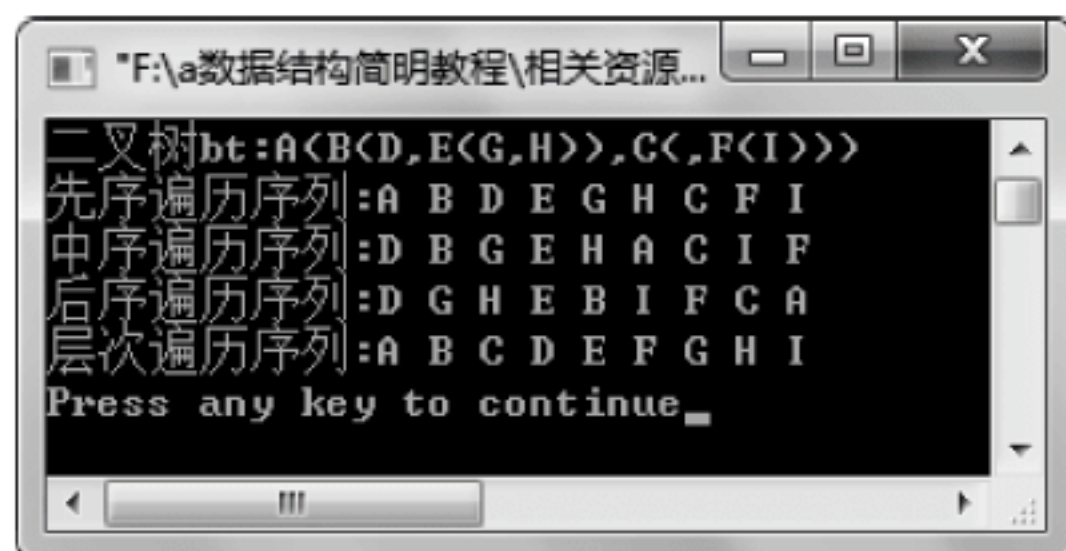 "F:\a数据结构简明教程\相关资源...
二叉树bt:A(B(D,E(G,H)),C(,F(I)))
先序遍历序列:A B D E G H C F I
中序遍历序列:D B G E H A C I F
后序遍历序列:D G H E B I F C A
层次遍历序列:A B C D E F G H I
Press any key to continue_